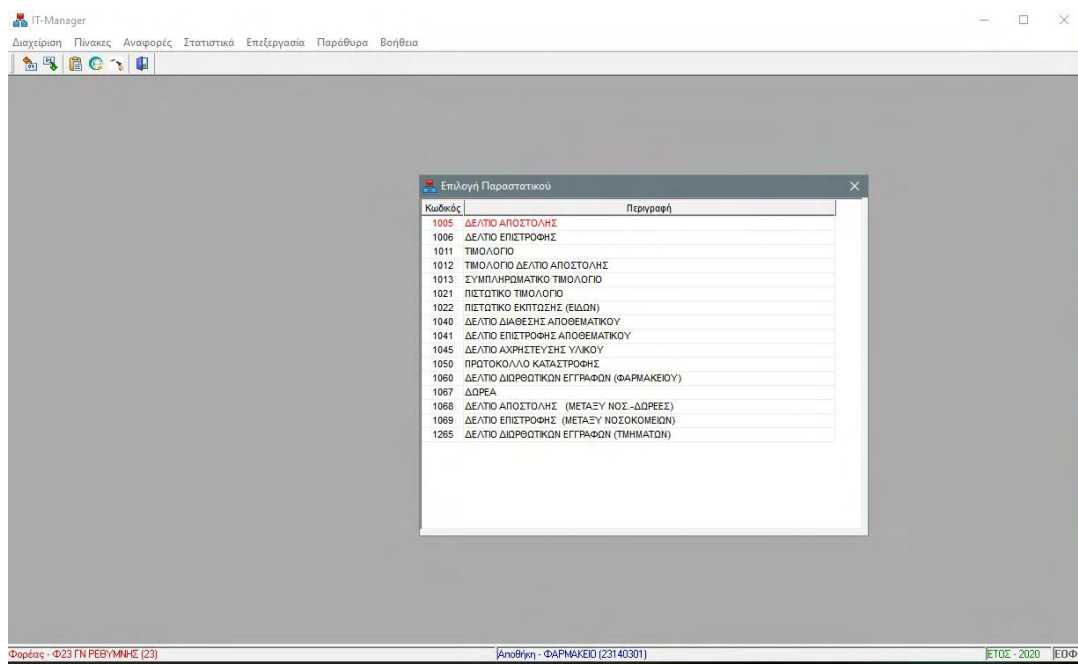 IT-Manager
Διαχείριση Πίνακες Αναφορές Στατιστικά Επεξεργασία Παράθυρα Βοήθεια
Επιλογή Παραστατικού
Κωδικός Περιγραφή
1005 ΔΕΛΤΙΟ ΑΠΟΣΤΟΛΗΣ
1006 ΔΕΛΤΙΟ ΕΠΙΣΤΡΟΦΗΣ
1011 ΤΙΜΟΛΟΓΙΟ
1012 ΤΙΜΟΛΟΓΙΟ ΔΕΛΤΙΟ ΑΠΟΣΤΟΛΗΣ
1013 ΣΥΜΠΛΗΡΩΜΑΤΙΚΟ ΤΙΜΟΛΟΓΙΟ
1021 ΠΙΣΤΩΤΙΚΟ ΤΙΜΟΛΟΓΙΟ
1022 ΠΙΣΤΩΤΙΚΟ ΕΚΠΤΩΣΗΣ (ΕΙΔΩΝ)
1040 ΔΕΛΤΙΟ ΔΙΑΘΕΣΗΣ ΑΠΟΘΕΜΑΤΙΚΟΥ
1041 ΔΕΛΤΙΟ ΕΠΙΣΤΡΟΦΗΣ ΑΠΟΘΕΜΑΤΙΚΟΥ
1045 ΔΕΛΤΙΟ ΑΧΡΗΣΤΕΥΣΗΣ ΥΛΙΚΟΥ
1050 ΠΡΩΤΟΚΟΛΛΟ ΚΑΤΑΣΤΡΟΦΗΣ
1060 ΔΕΛΤΙΟ ΔΙΩΡΘΩΤΙΚΩΝ ΕΓΓΡΑΦΩΝ (ΦΑΡΜΑΚΕΙΟΥ)
1067 ΔΩΡΕΑ
1068 ΔΕΛΤΙΟ ΑΠΟΣΤΟΛΗΣ (ΜΕΤΑΞΥ ΝΟΣ.-ΔΩΡΕΕΣ)
1069 ΔΕΛΤΙΟ ΕΠΙΣΤΡΟΦΗΣ (ΜΕΤΑΞΥ ΝΟΣΟΚΟΜΕΙΩΝ)
1265 ΔΕΛΤΙΟ ΔΙΩΡΘΩΤΙΚΩΝ ΕΓΓΡΑΦΩΝ (ΤΜΗΜΑΤΩΝ)
Φορέας - Φ23 ΓΝ ΡΕΘΥΜΝΗΣ (23) Αποθήκη - ΦΑΡΜΑΚΕΙΟ (23140301) ΕΤΟΣ - 2020 ΕΟΦ